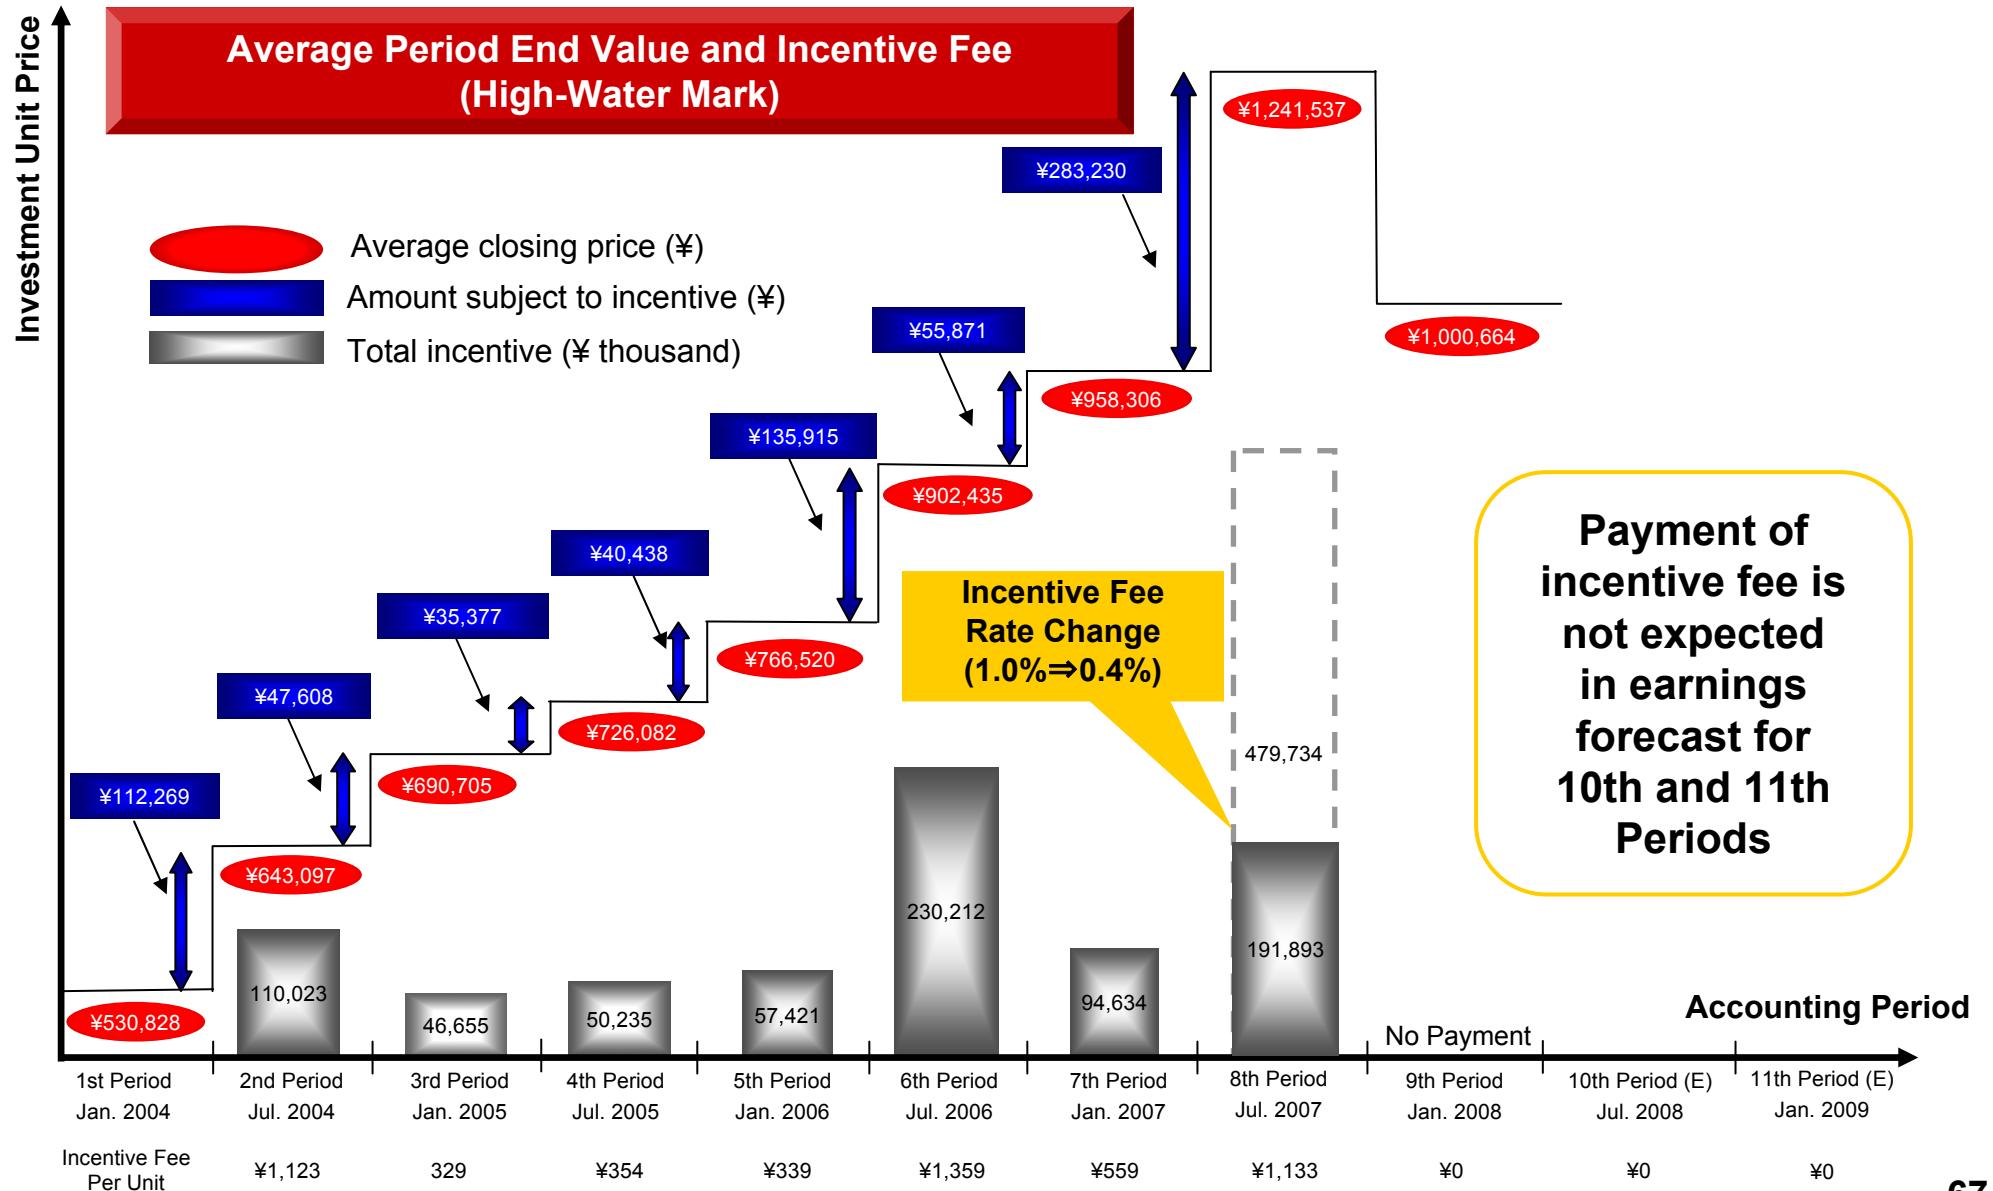 Average Period End Value and Incentive Fee
(High-Water Mark)
Investment Unit Price
Average closing price (¥)
Amount subject to incentive (¥)
Total incentive (¥ thousand)
¥1,241,537
¥283,230
¥1,000,664
¥55,871
¥958,306
¥135,915
¥902,435
¥40,438
¥766,520
¥35,377
¥726,082
¥47,608
¥690,705
¥112,269
¥643,097
¥530,828
Incentive Fee
Rate Change
(1.0%⇒0.4%)
Payment of
incentive fee is
not expected
in earnings
forecast for
10th and 11th
Periods
479,734
110,023
46,655
50,235
57,421
230,212
94,634
191,893
No Payment
Accounting Period
1st Period 2nd Period 3rd Period 4th Period 5th Period 6th Period 7th Period 8th Period 9th Period 10th Period (E) 11th Period (E)
Jan. 2004 Jul. 2004 Jan. 2005 Jul. 2005 Jan. 2006 Jul. 2006 Jan. 2007 Jul. 2007 Jan. 2008 Jul. 2008 Jan. 2009
Incentive Fee
Per Unit
¥1,123 329 ¥354 ¥339 ¥1,359 ¥559 ¥1,133 ¥0 ¥0 ¥0